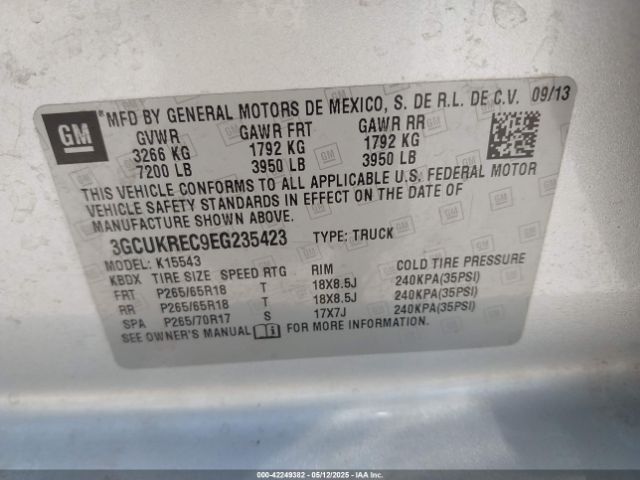 GM
®MFD BY GENERAL MOTORS DE MEXICO, S. DE R.L. DE C.V. 09/13
GVWR GAWR FRT GAWR RR
3266 KG 1792 KG 1792 KG
7200 LB 3950 LB 3950 LB
THIS VEHICLE CONFORMS TO ALL APPLICABLE U.S. FEDERAL MOTOR
VEHICLE SAFETY STANDARDS IN EFFECT ON THE DATE OF
MANUFACTURE SHOWN ABOVE.
3GCUKREC9EG235423 TYPE: TRUCK
MODEL: K15543
KBDX TIRE SIZE SPEED RTG RIM COLD TIRE PRESSURE
FRT P265/65R18 T 18X8.5J 240KPA(35PSI)
RR P265/65R18 T 18X8.5J 240KPA(35PSI)
SPA P265/70R17 S 17X7J 240KPA(35PSI)
SEE OWNER'S MANUAL FOR MORE INFORMATION.
000-42249382 - 05/12/2025 - IAAI.COM